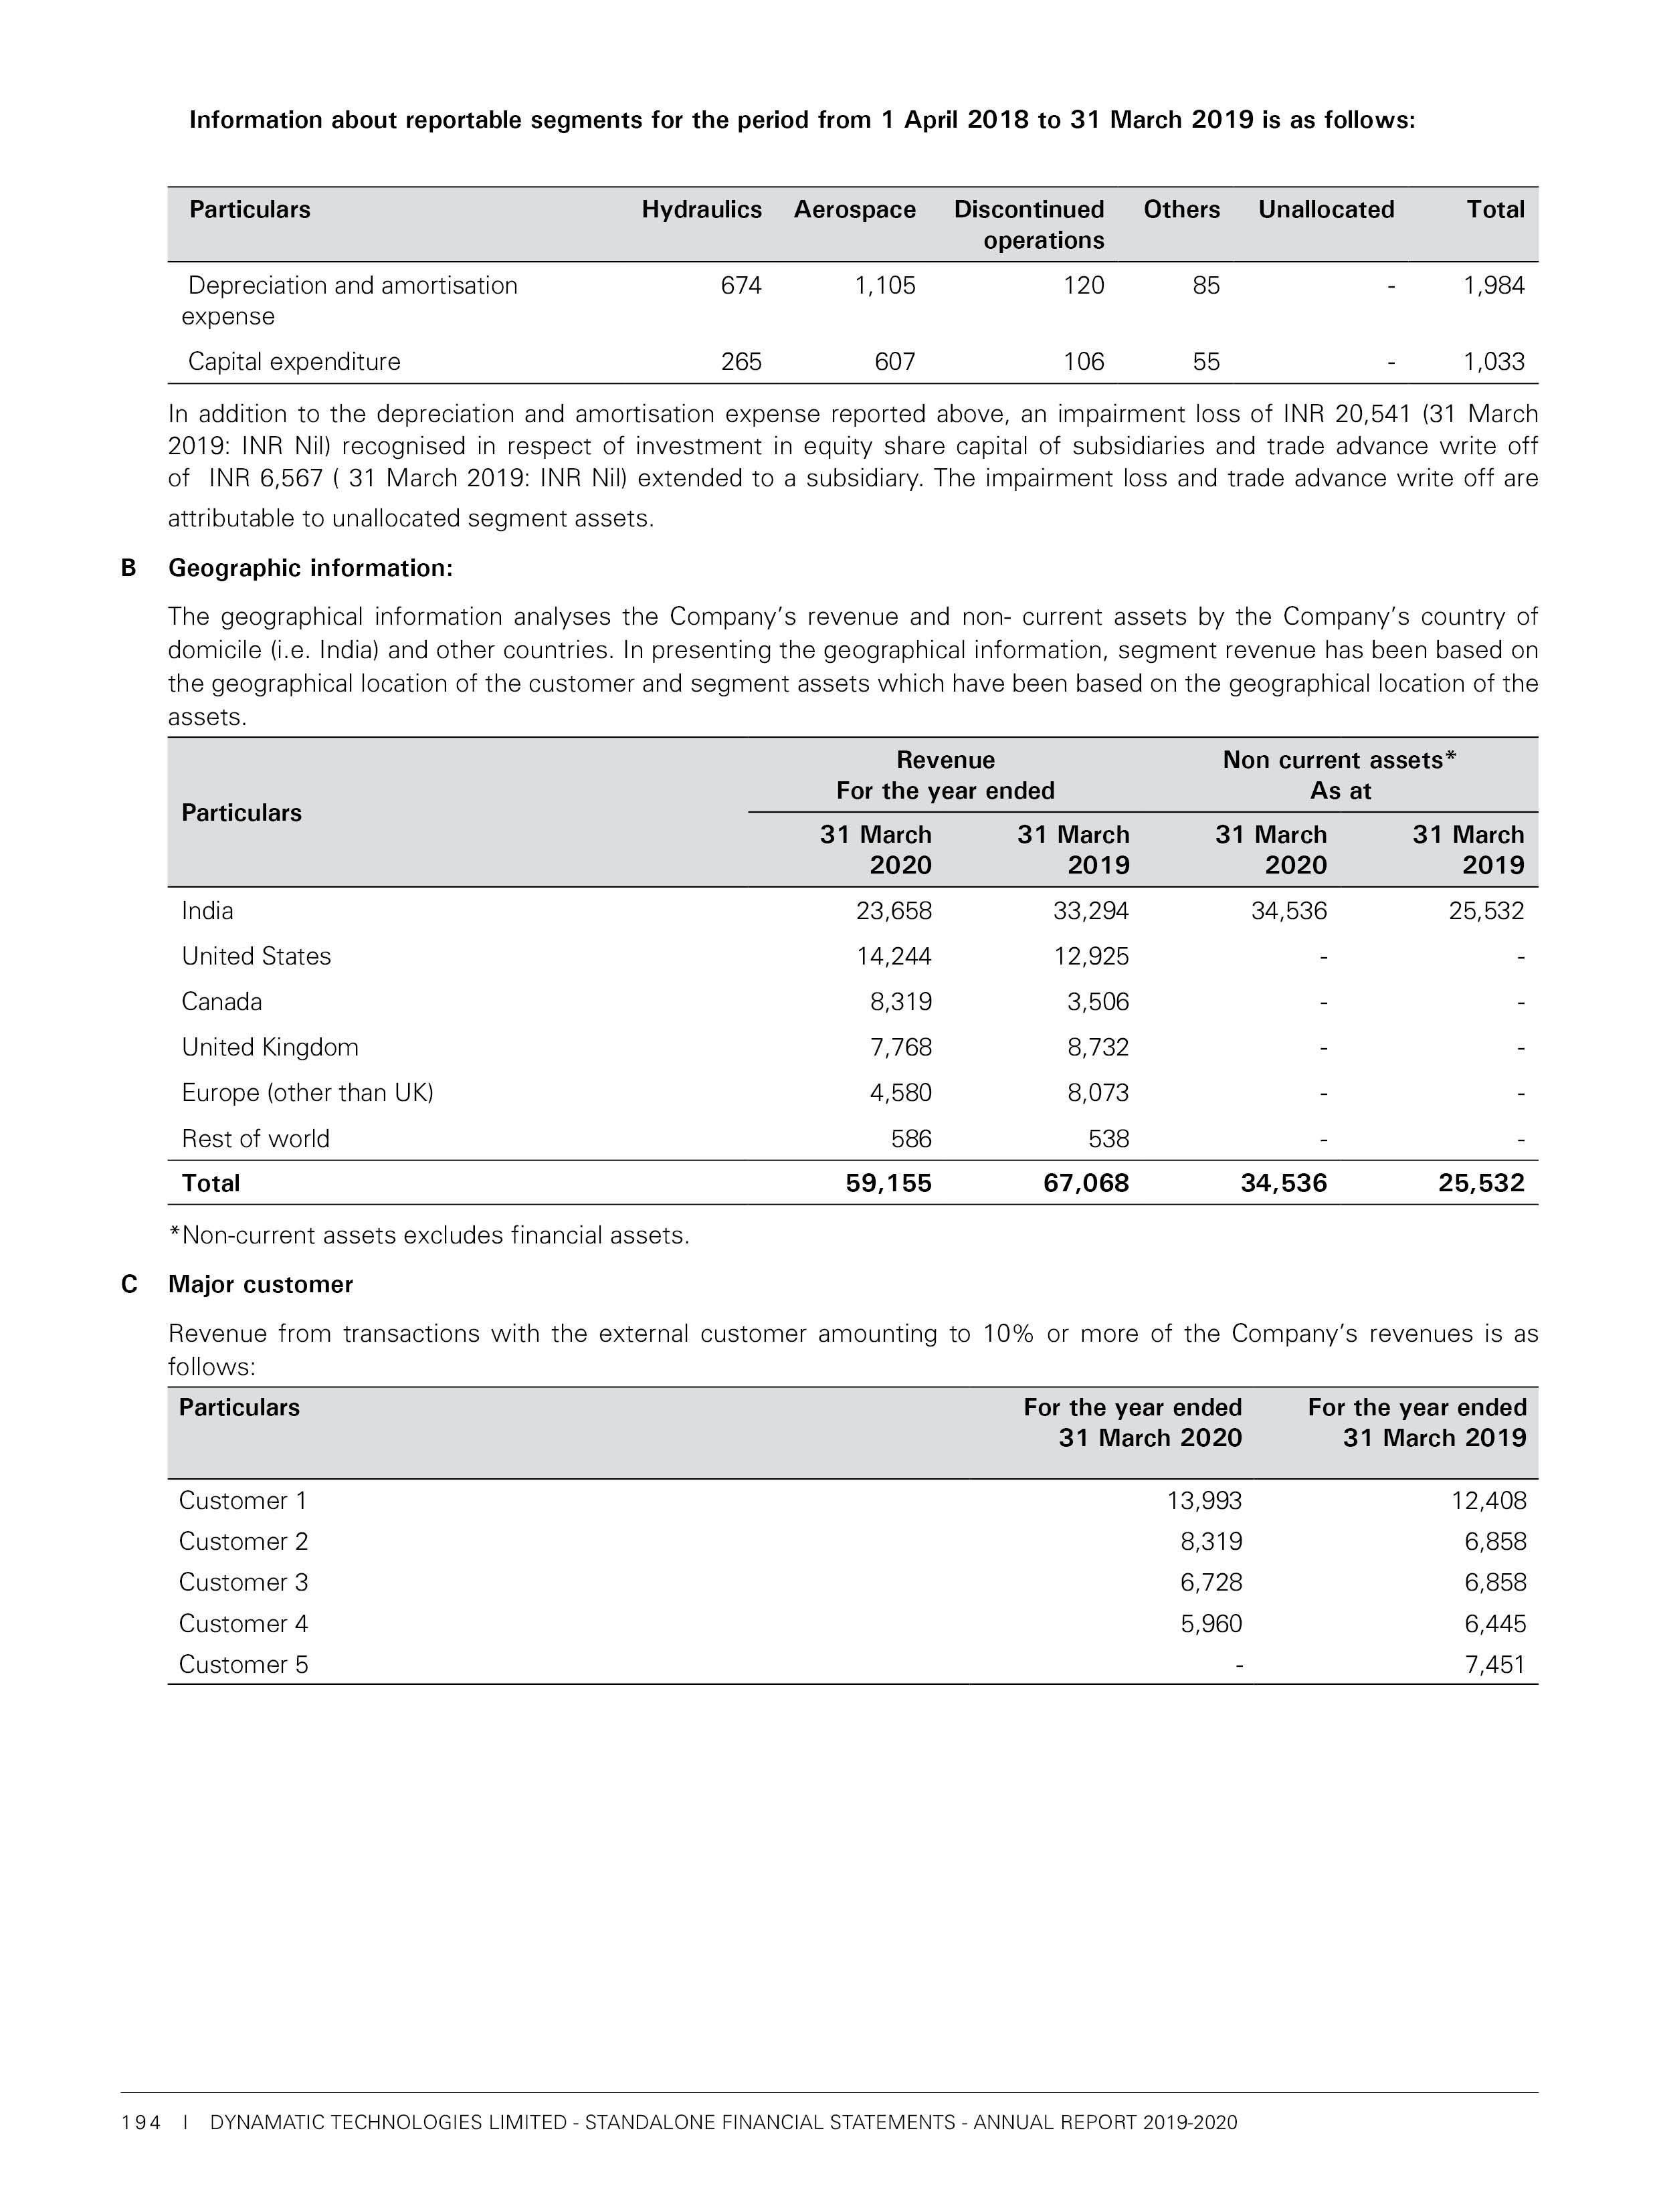 Information about reportable segments for the period from 1 April 2018 to 31 March 2019 is as follows:
Particulars Hydraulics Aerospace Discontinued operations Others Unallocated Total
Depreciation and amortisation expense 674 1,105 120 85 - 1,984
Capital expenditure 265 607 106 55 - 1,033
In addition to the depreciation and amortisation expense reported above, an impairment loss of INR 20,541 (31 March
2019: INR Nil) recognised in respect of investment in equity share capital of subsidiaries and trade advance write off
of INR 6,567 ( 31 March 2019: INR Nil) extended to a subsidiary. The impairment loss and trade advance write off are
attributable to unallocated segment assets.
B Geographic information:
The geographical information analyses the Company's revenue and non- current assets by the Company's country of
domicile (i.e. India) and other countries. In presenting the geographical information, segment revenue has been based on
the geographical location of the customer and segment assets which have been based on the geographical location of the
assets.
Particulars
Revenue Non current assets*
For the year ended As at
31 March 2020 31 March 2019 31 March 2020 31 March 2019
India 23,658 33,294 34,536 25,532
United States 14,244 12,925 - -
Canada 8,319 3,506 - -
United Kingdom 7,768 8,732 - -
Europe (other than UK) 4,580 8,073 - -
Rest of world 586 538 - -
Total 59,155 67,068 34,536 25,532
*Non-current assets excludes financial assets.
C Major customer
Revenue from transactions with the external customer amounting to 10% or more of the Company's revenues is as
follows:
Particulars For the year ended 31 March 2020 For the year ended 31 March 2019
Customer 1 13,993 12,408
Customer 2 8,319 6,858
Customer 3 6,728 6,858
Customer 4 5,960 6,445
Customer 5 - 7,451
194 I DYNAMATIC TECHNOLOGIES LIMITED - STANDALONE FINANCIAL STATEMENTS - ANNUAL REPORT 2019-2020